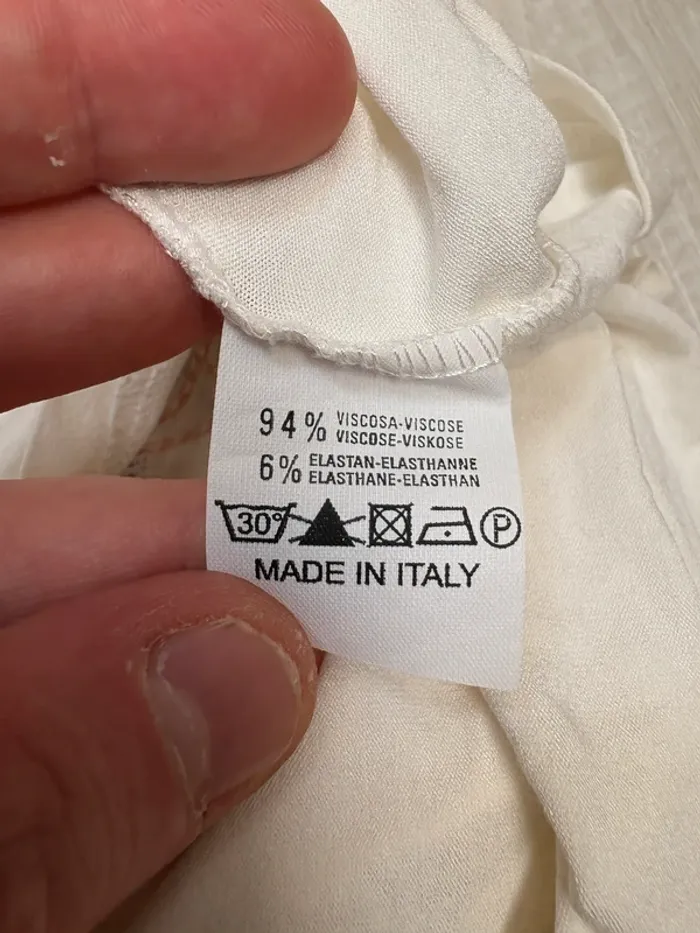 94% VISCOSA-VISCOSE
VISCOSE-VISKOSE
6% ELASTAN-ELASTHANNE
ELASTHANE-ELASTHAN
30° P
MADE IN ITALY